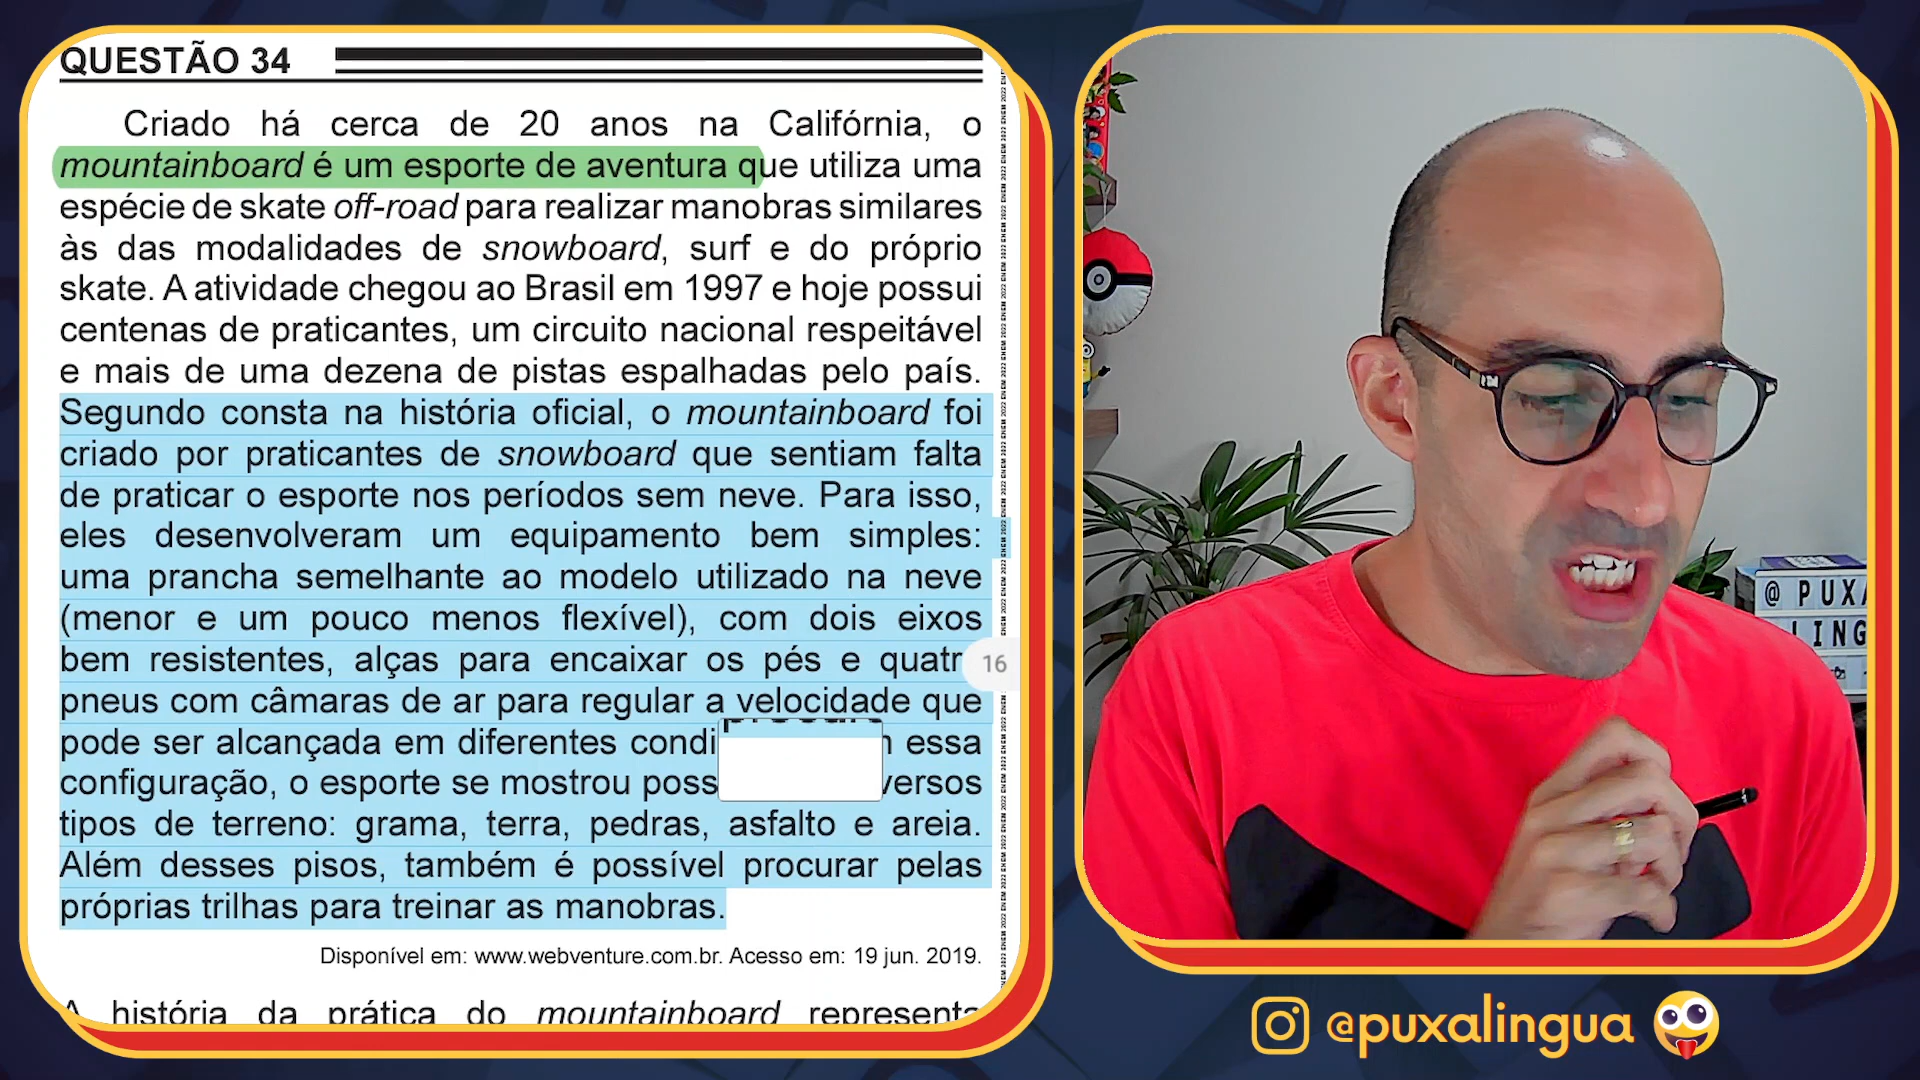 QUESTÃO 34
Criado há cerca de 20 anos na Califórnia, o
mountainboard é um esporte de aventura que utiliza uma
espécie de skate off-road para realizar manobras similares
às das modalidades de snowboard, surf e do próprio
skate. A atividade chegou ao Brasil em 1997 e hoje possui
centenas de praticantes, um circuito nacional respeitável
e mais de uma dezena de pistas espalhadas pelo país.
Segundo consta na história oficial, o mountainboard foi
criado por praticantes de snowboard que sentiam falta
de praticar o esporte nos períodos sem neve. Para isso,
eles desenvolveram um equipamento bem simples:
uma prancha semelhante ao modelo utilizado na neve
(menor e um pouco menos flexível), com dois eixos
bem resistentes, alças para encaixar os pés e quatr
pneus com câmaras de ar para regular a velocidade que
pode ser alcançada em diferentes condi essa
configuração, o esporte se mostrou poss versos
tipos de terreno: grama, terra, pedras, asfalto e areia.
Além desses pisos, também é possível procurar pelas
próprias trilhas para treinar as manobras.
Disponível em: www.webventure.com.br. Acesso em: 19 jun. 2019.
A história da prática do mountainboard representa
16
@ PUXA
LING
@puxalingua